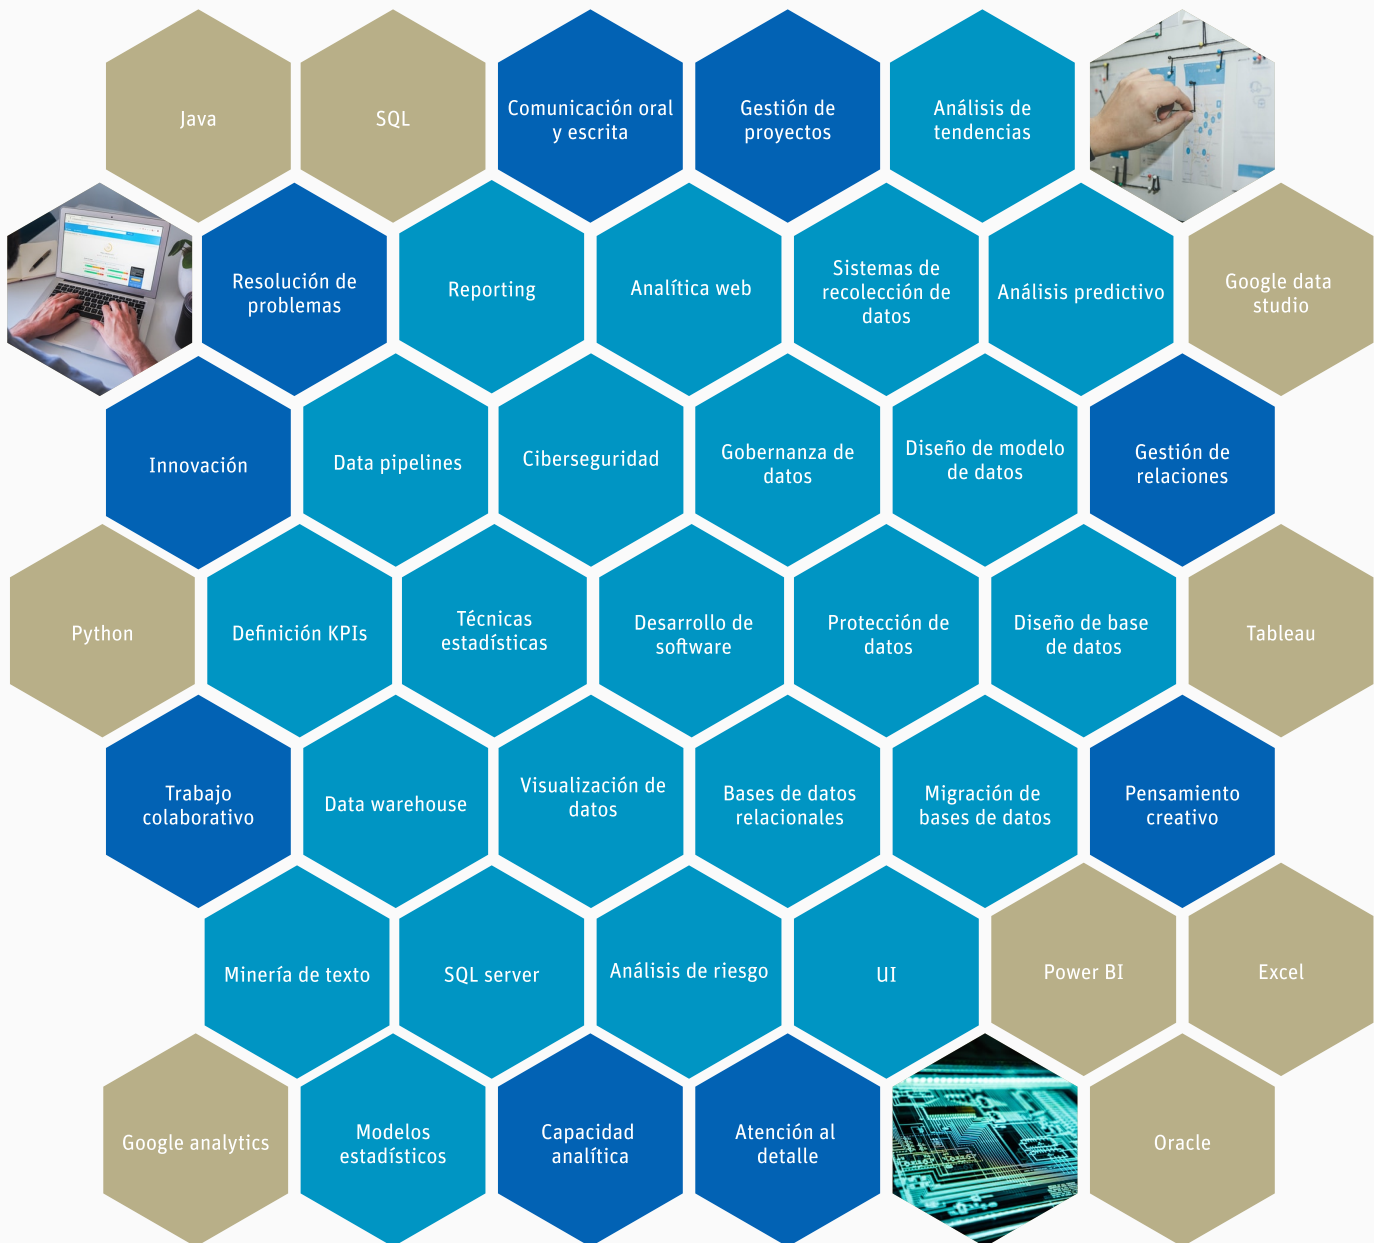 Java
SQL
Comunicación oral
y escrita
Gestión de
proyectos
Análisis de
tendencias
Resolución de
problemas
Reporting
Analítica web
Sistemas de
recolección de
datos
Análisis predictivo
Google data
studio
Innovación
Data pipelines
Ciberseguridad
Gobernanza de
datos
Diseño de modelo
de datos
Gestión de
relaciones
Python
Definición KPIs
Técnicas
estadísticas
Desarrollo de
software
Protección de
datos
Diseño de base
de datos
Tableau
Trabajo
colaborativo
Data warehouse
Visualización de
datos
Bases de datos
relacionales
Migración de
bases de datos
Pensamiento
creativo
Minería de texto
SQL server
Análisis de riesgo
UI
Power BI
Excel
Google analytics
Modelos
estadísticos
Capacidad
analítica
Atención al
detalle
Oracle